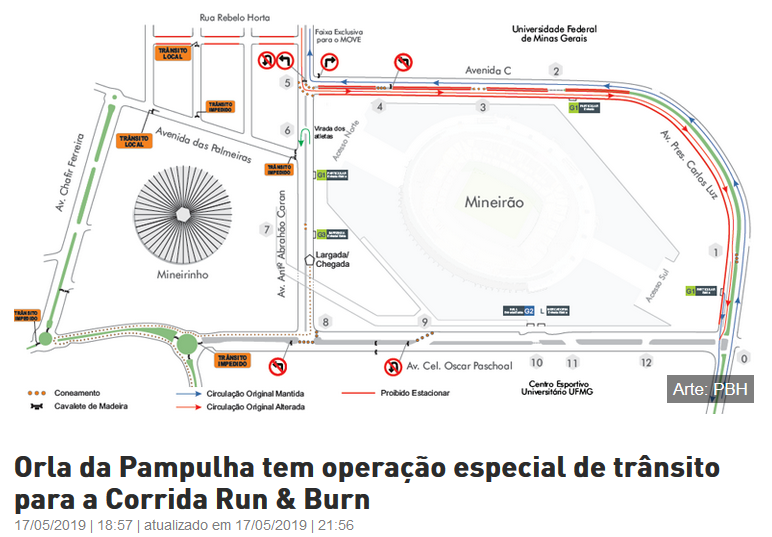 Rua Rebelo Horta
Faixa Exclusiva
para o MOVE
Universidade Federal
de Minas Gerais
TRÂNSITO
LOCAL
5
Avenida C
2
4
3
G1
TRÂNSITO
IMPEDIDO
TRÂNSITO
LOCAL
Avenida das Palmeiras
6
Virada dos
atletas
Acesso Norte
Av. Pres. Carlos Luz
Av. Chafir Ferreira
TRÂNSITO
IMPEDIDO
G1
Mineirão
Mineirinho
7
Av. Antº Abrahão Caran
G3
Largada/
Chegada
1
Acesso Sul
G1
TRÂNSITO
IMPEDIDO
G2
L
8
9
TRÂNSITO
IMPEDIDO
Av. Cel. Oscar Paschoal
10
11
12
0
Centro Esportivo
Universitário UFMG
Coneamento
Cavalete de Madeira
Circulação Original Mantida
Circulação Original Alterada
Proibido Estacionar
Arte: PBH
Orla da Pampulha tem operação especial de trânsito
para a Corrida Run & Burn
17/05/2019 | 18:57 | atualizado em 17/05/2019 | 21:56